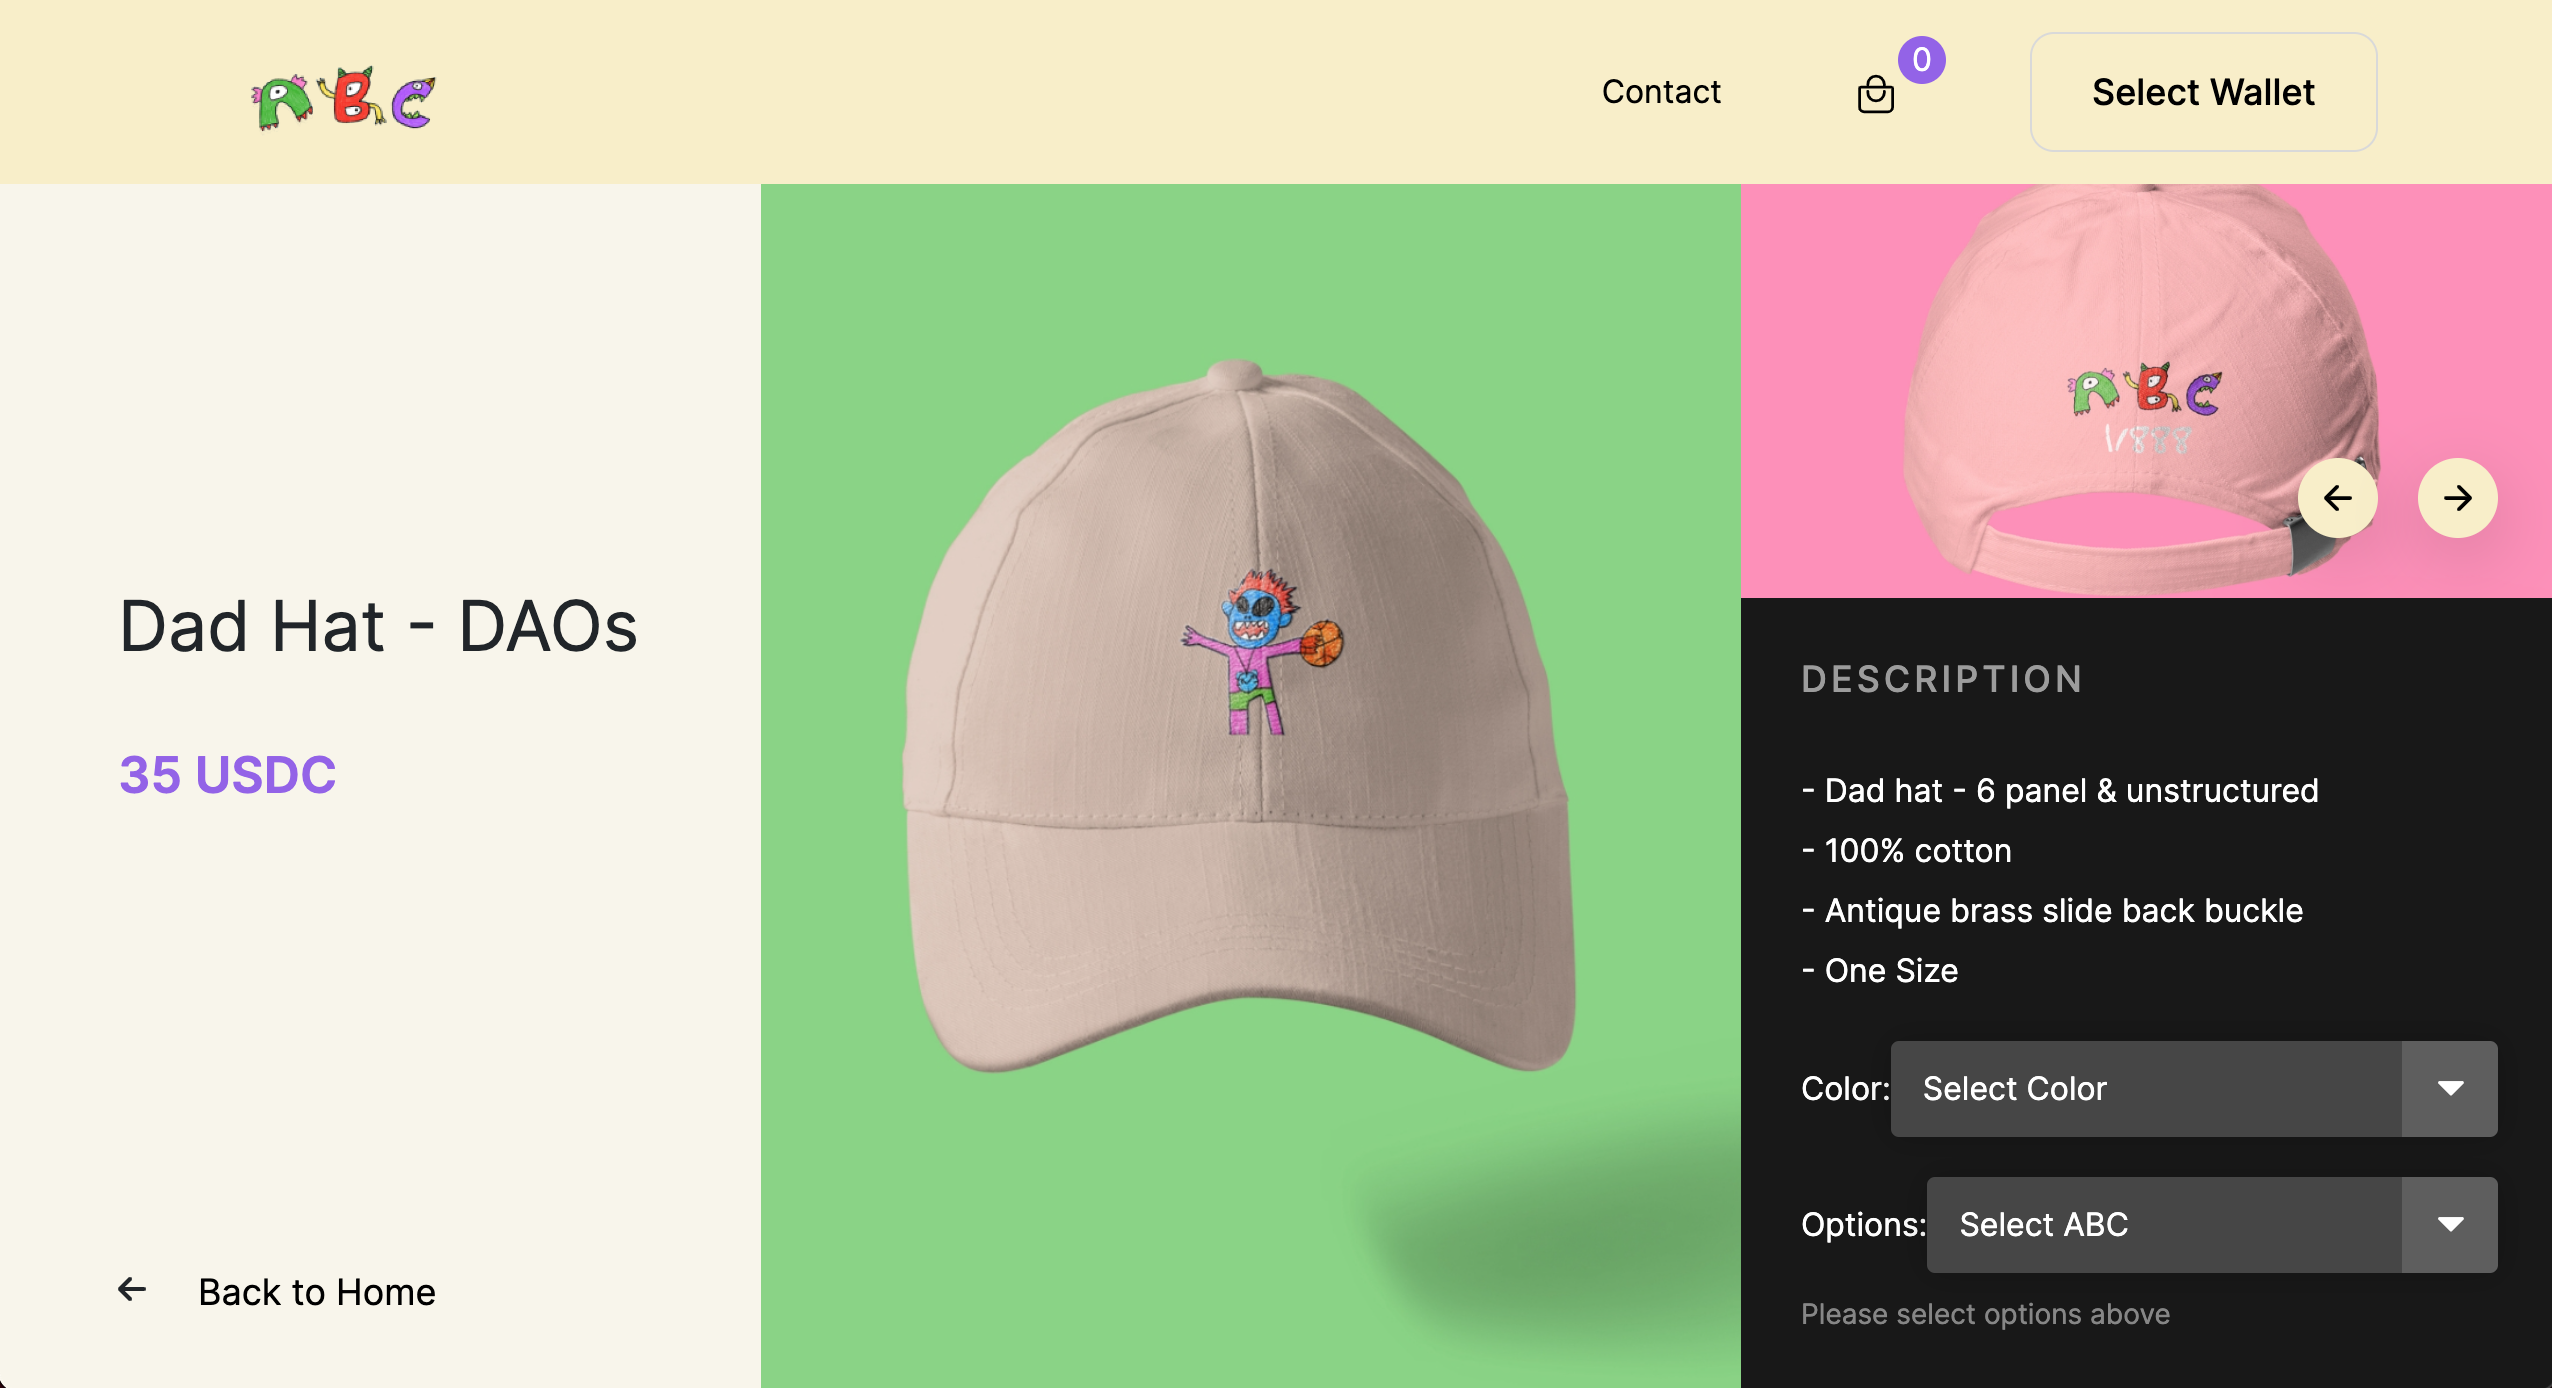 ABC
Contact
0
Select Wallet
Dad Hat - DAOs
35 USDC
Back to Home
ABC
1/888
DESCRIPTION
- Dad hat - 6 panel & unstructured
- 100% cotton
- Antique brass slide back buckle
- One Size
Color: Select Color
Options: Select ABC
Please select options above